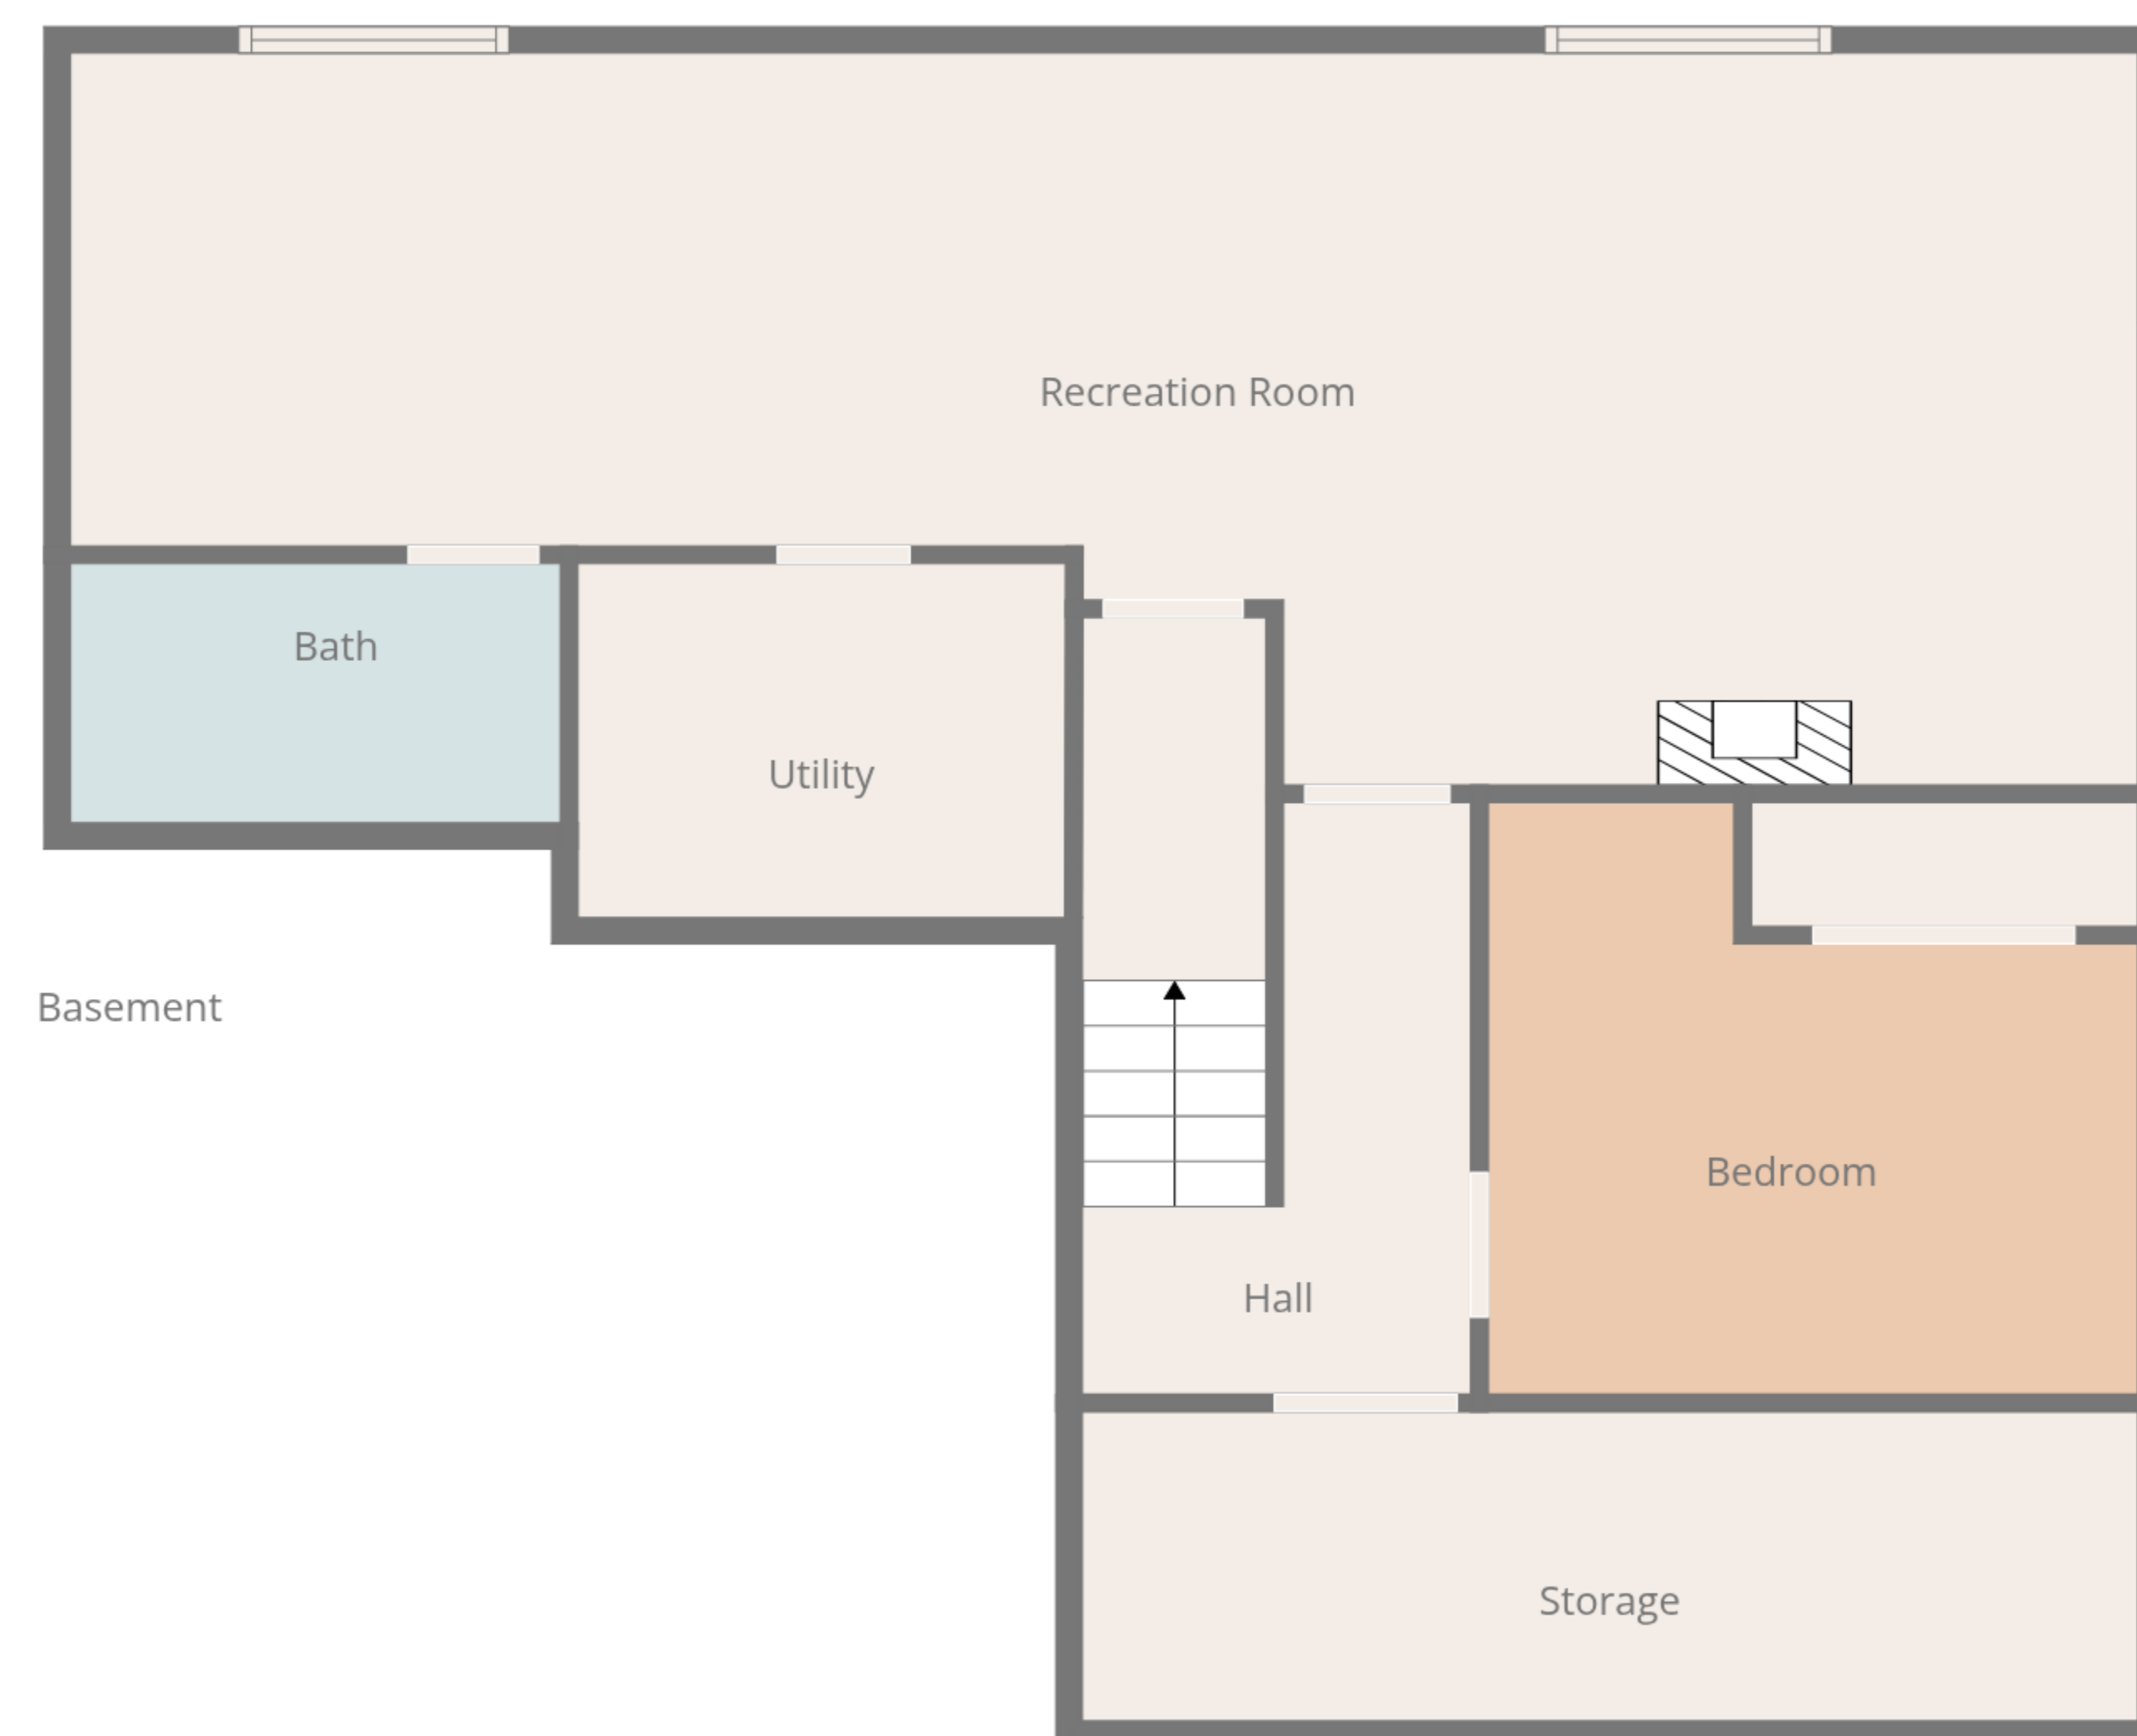 Recreation Room
Bath
Utility
Basement
Bedroom
Hall
Storage